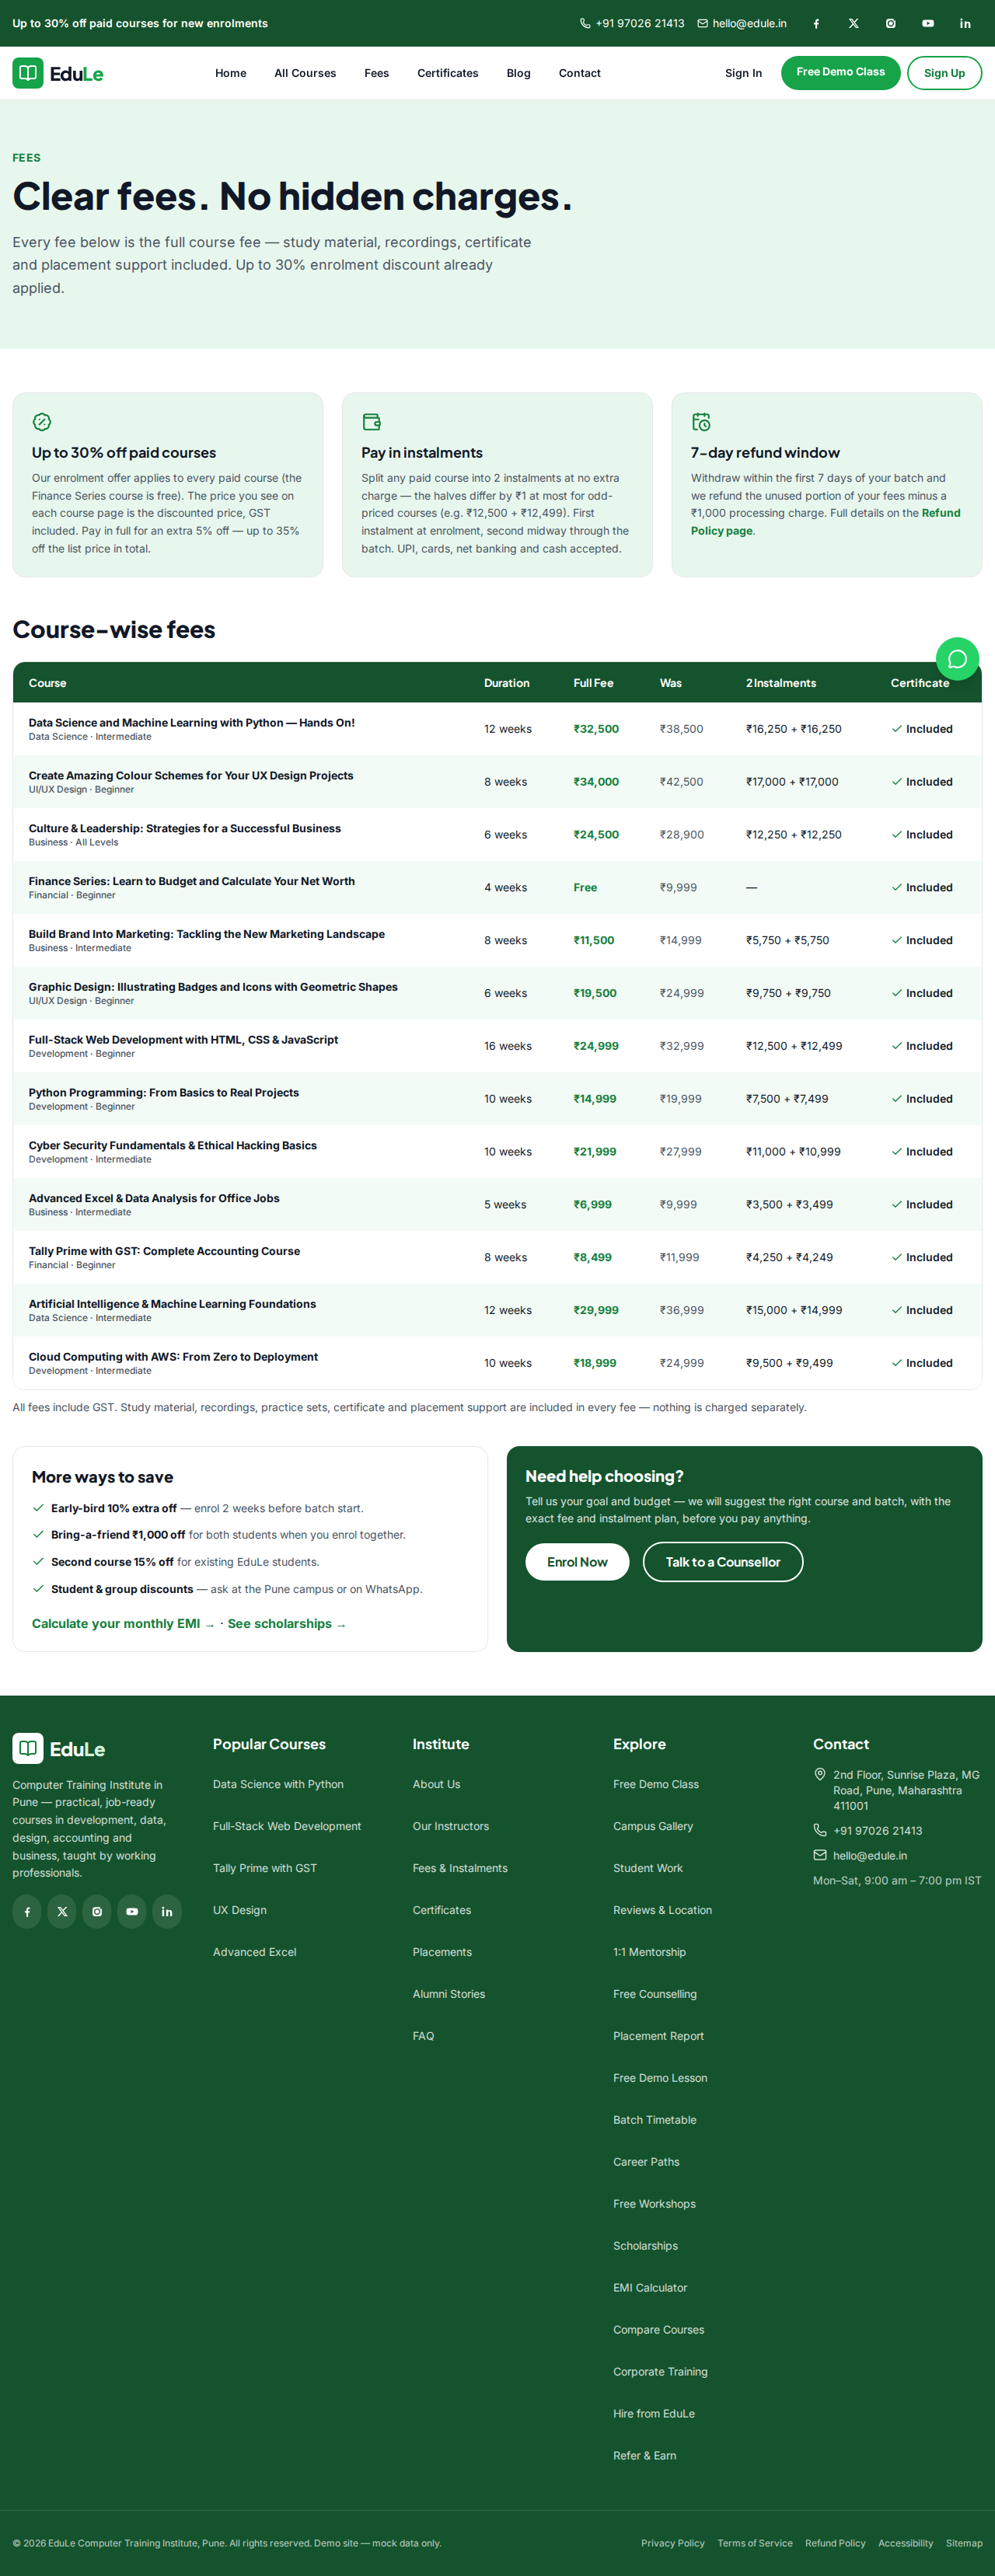 Up to 30% off paid courses for new enrolments
+91 97026 21413 hello@edule.in
EduLe
Home All Courses Fees Certificates Blog Contact
Sign In Free Demo Class Sign Up
FEES
Clear fees. No hidden charges.
Every fee below is the full course fee — study material, recordings, certificate
and placement support included. Up to 30% enrolment discount already
applied.
Up to 30% off paid courses
Our enrolment offer applies to every paid course (the
Finance Series course is free). The price you see on
each course page is the discounted price, GST
included. Pay in full for an extra 5% off — up to 35%
off the list price in total.
Pay in instalments
Split any paid course into 2 instalments at no extra
charge — the halves differ by ₹1 at most for odd-
priced courses (e.g. ₹12,500 + ₹12,499). First
instalment at enrolment, second midway through the
batch. UPI, cards, net banking and cash accepted.
7-day refund window
Withdraw within the first 7 days of your batch and
we refund the unused portion of your fees minus a
₹1,000 processing charge. Full details on the Refund
Policy page.
Course-wise fees
Course Duration Full Fee Was 2 Instalments Certificate
Data Science and Machine Learning with Python — Hands On!
Data Science · Intermediate
12 weeks ₹32,500 ₹38,500 ₹16,250 + ₹16,250 Included
Create Amazing Colour Schemes for Your UX Design Projects
UI/UX Design · Beginner
8 weeks ₹34,000 ₹42,500 ₹17,000 + ₹17,000 Included
Culture & Leadership: Strategies for a Successful Business
Business · All Levels
6 weeks ₹24,500 ₹28,900 ₹12,250 + ₹12,250 Included
Finance Series: Learn to Budget and Calculate Your Net Worth
Financial · Beginner
4 weeks Free ₹9,999 — Included
Build Brand Into Marketing: Tackling the New Marketing Landscape
Business · Intermediate
8 weeks ₹11,500 ₹14,999 ₹5,750 + ₹5,750 Included
Graphic Design: Illustrating Badges and Icons with Geometric Shapes
UI/UX Design · Beginner
6 weeks ₹19,500 ₹24,999 ₹9,750 + ₹9,750 Included
Full-Stack Web Development with HTML, CSS & JavaScript
Development · Beginner
16 weeks ₹24,999 ₹32,999 ₹12,500 + ₹12,499 Included
Python Programming: From Basics to Real Projects
Development · Beginner
10 weeks ₹14,999 ₹19,999 ₹7,500 + ₹7,499 Included
Cyber Security Fundamentals & Ethical Hacking Basics
Development · Intermediate
10 weeks ₹21,999 ₹27,999 ₹11,000 + ₹10,999 Included
Advanced Excel & Data Analysis for Office Jobs
Business · Intermediate
5 weeks ₹6,999 ₹9,999 ₹3,500 + ₹3,499 Included
Tally Prime with GST: Complete Accounting Course
Financial · Beginner
8 weeks ₹8,499 ₹11,999 ₹4,250 + ₹4,249 Included
Artificial Intelligence & Machine Learning Foundations
Data Science · Intermediate
12 weeks ₹29,999 ₹36,999 ₹15,000 + ₹14,999 Included
Cloud Computing with AWS: From Zero to Deployment
Development · Intermediate
10 weeks ₹18,999 ₹24,999 ₹9,500 + ₹9,499 Included
All fees include GST. Study material, recordings, practice sets, certificate and placement support are included in every fee — nothing is charged separately.
More ways to save
Early-bird 10% extra off — enrol 2 weeks before batch start.
Bring-a-friend ₹1,000 off for both students when you enrol together.
Second course 15% off for existing EduLe students.
Student & group discounts — ask at the Pune campus or on WhatsApp.
Calculate your monthly EMI → · See scholarships →
Need help choosing?
Tell us your goal and budget — we will suggest the right course and batch, with the
exact fee and instalment plan, before you pay anything.
Enrol Now Talk to a Counsellor
EduLe
Computer Training Institute in
Pune — practical, job-ready
courses in development, data,
design, accounting and
business, taught by working
professionals.
Popular Courses
Data Science with Python
Full-Stack Web Development
Tally Prime with GST
UX Design
Advanced Excel
Institute
About Us
Our Instructors
Fees & Instalments
Certificates
Placements
Alumni Stories
FAQ
Explore
Free Demo Class
Campus Gallery
Student Work
Reviews & Location
1:1 Mentorship
Free Counselling
Placement Report
Free Demo Lesson
Batch Timetable
Career Paths
Free Workshops
Scholarships
EMI Calculator
Compare Courses
Corporate Training
Hire from EduLe
Refer & Earn
Contact
2nd Floor, Sunrise Plaza, MG
Road, Pune, Maharashtra
411001
+91 97026 21413
hello@edule.in
Mon–Sat, 9:00 am – 7:00 pm IST
© 2026 EduLe Computer Training Institute, Pune. All rights reserved. Demo site — mock data only.
Privacy Policy Terms of Service Refund Policy Accessibility Sitemap